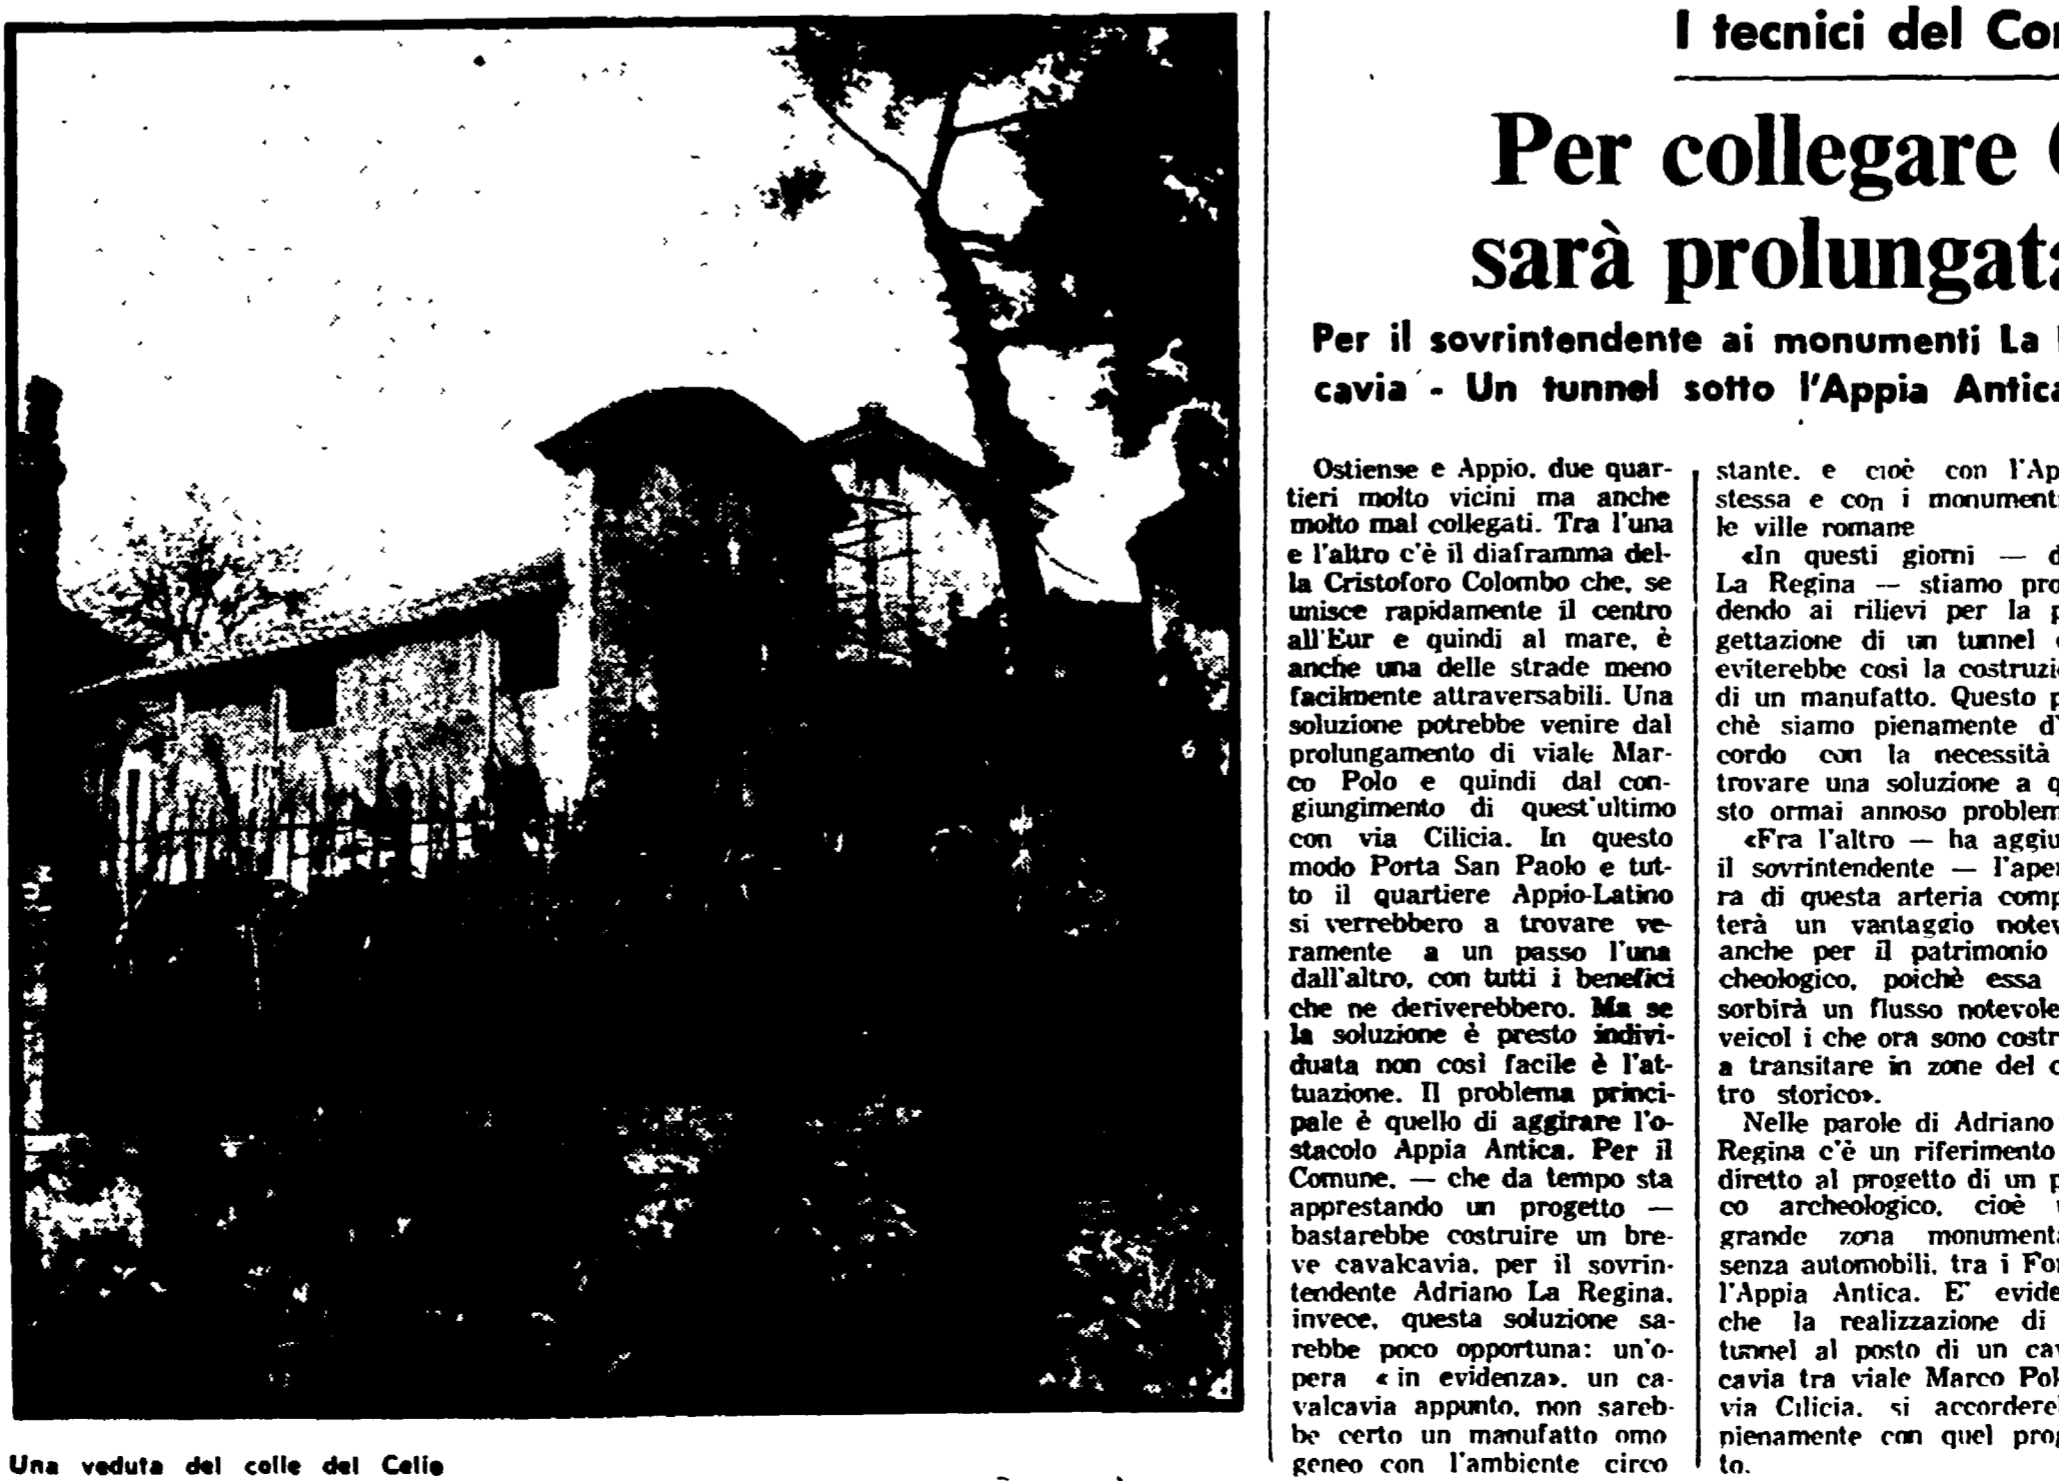 I tecnici del
Per collegare
sarà prolungata
Per il sovrintendente ai monumenti La
cavia - Un tunnel sotto l'Appia Antica
Ostiense e Appio, due quar-
tieri molto vicini ma anche
molto mal collegati. Tra l'una
e l'altro c'è il diaframma del-
la Cristoforo Colombo che, se
unisce rapidamente il centro
all'Eur e quindi al mare, è
anche una delle strade meno
facilmente attraversabili. Una
soluzione potrebbe venire dal
prolungamento di viale Mar-
co Polo e quindi dal con-
giungimento di quest'ultimo
con via Cilicia. In questo
modo Porta San Paolo e tut-
to il quartiere Appio-Latino
si verrebbero a trovare ve-
ramente a un passo l'una
dall'altro, con tutti i benefici
che ne deriverebbero. Ma se
la soluzione è presto indivi-
duata non così facile è l'at-
tuazione. Il problema princi-
pale è quello di aggirare l'o-
stacolo Appia Antica. Per il
Comune, — che da tempo sta
apprestando un progetto —
bastarebbe costruire un bre-
ve cavalcavia, per il sovrin-
tendente Adriano La Regina,
invece, questa soluzione sa-
rebbe poco opportuna: un'o-
pera « in evidenza», un ca-
valcavia appunto, non sareb-
be certo un manufatto omo
geneo con l'ambiente circo
stante, e cioè con l'Ap
stessa e con i monument
le ville romane
«In questi giorni — d
La Regina — stiamo pro
dendo ai rilievi per la p
gettazione di un tunnel
eviterebbe così la costruzi
di un manufatto. Questo p
chè siamo pienamente d'
cordo con la necessità
trovare una soluzione a q
sto ormai annoso problem
«Fra l'altro — ha aggiu
il sovrintendente — l'aper
ra di questa arteria comp
terà un vantaggio notev
anche per il patrimonio
cheologico, poichè essa
sorbirà un flusso notevole
veicol i che ora sono costr
a transitare in zone del c
tro storico».
Nelle parole di Adriano
Regina c'è un riferimento
diretto al progetto di un p
co archeologico, cioè
grande zona monumenta
senza automobili, tra i For
l'Appia Antica. E' evide
che la realizzazione di
tunnel al posto di un cav
cavia tra viale Marco Pol
via Cilicia, si accordereb
pienamente con quel prog
to.
Una veduta del colle del Celio